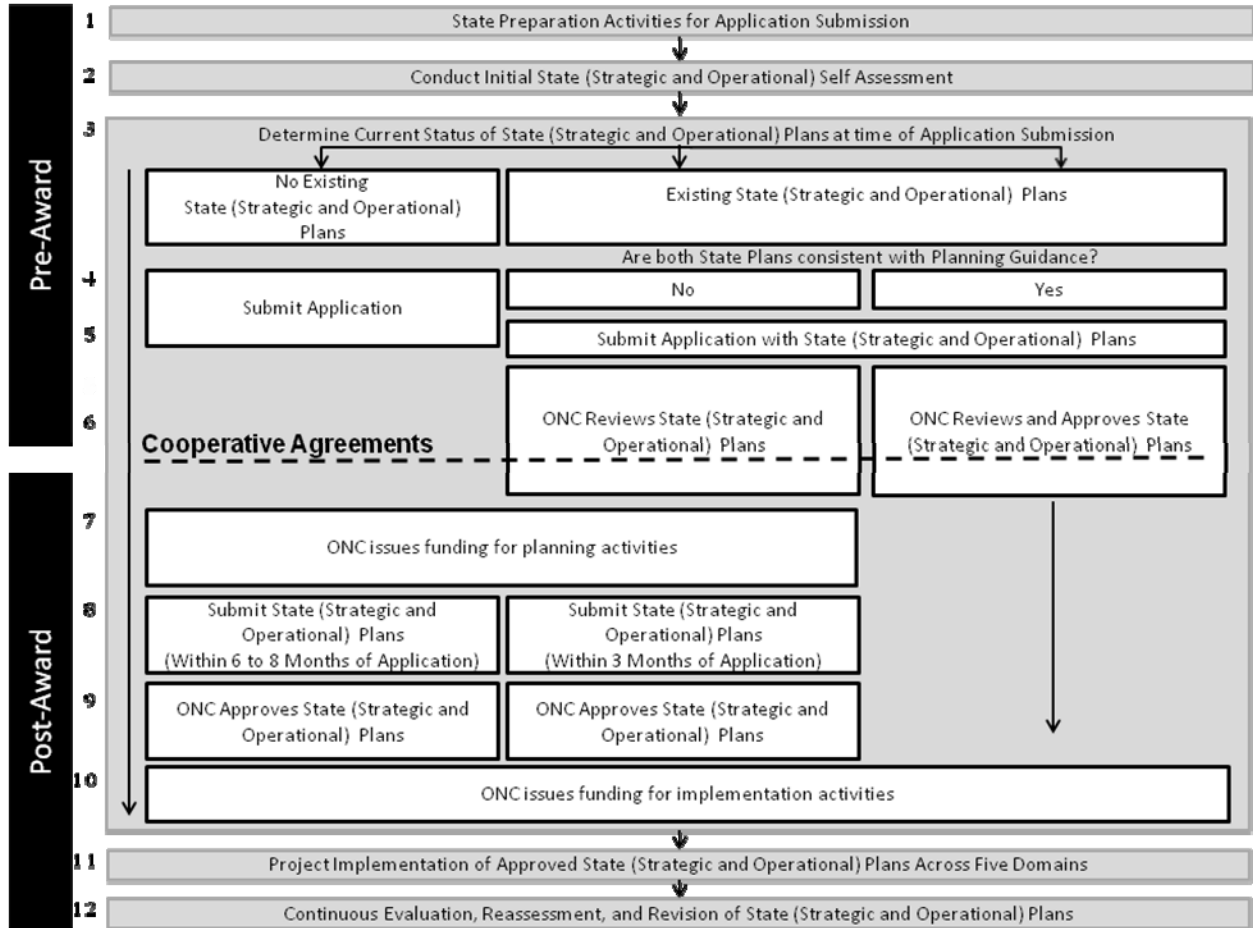 Pre-Award
1
State Preparation Activities for Application Submission
2
Conduct Initial State (Strategic and Operational) Self Assessment
3
Determine Current Status of State (Strategic and Operational) Plans at time of Application Submission
No Existing
State (Strategic and Operational)
Plans
Existing State (Strategic and Operational) Plans
Are both State Plans consistent with Planning Guidance?
4
Submit Application
No
Yes
5
Submit Application with State (Strategic and Operational) Plans
6
ONC Reviews State (Strategic and
Operational) Plans
ONC Reviews and Approves State
(Strategic and Operational) Plans
Cooperative Agreements
Post-Award
7
ONC issues funding for planning activities
8
Submit State (Strategic and
Operational) Plans
(Within 6 to 8 Months of Application)
Submit State (Strategic and
Operational) Plans
(Within 3 Months of Application)
9
ONC Approves State (Strategic and
Operational) Plans
ONC Approves State (Strategic and
Operational) Plans
10
ONC issues funding for implementation activities
11
Project Implementation of Approved State (Strategic and Operational) Plans Across Five Domains
12
Continuous Evaluation, Reassessment, and Revision of State (Strategic and Operational) Plans